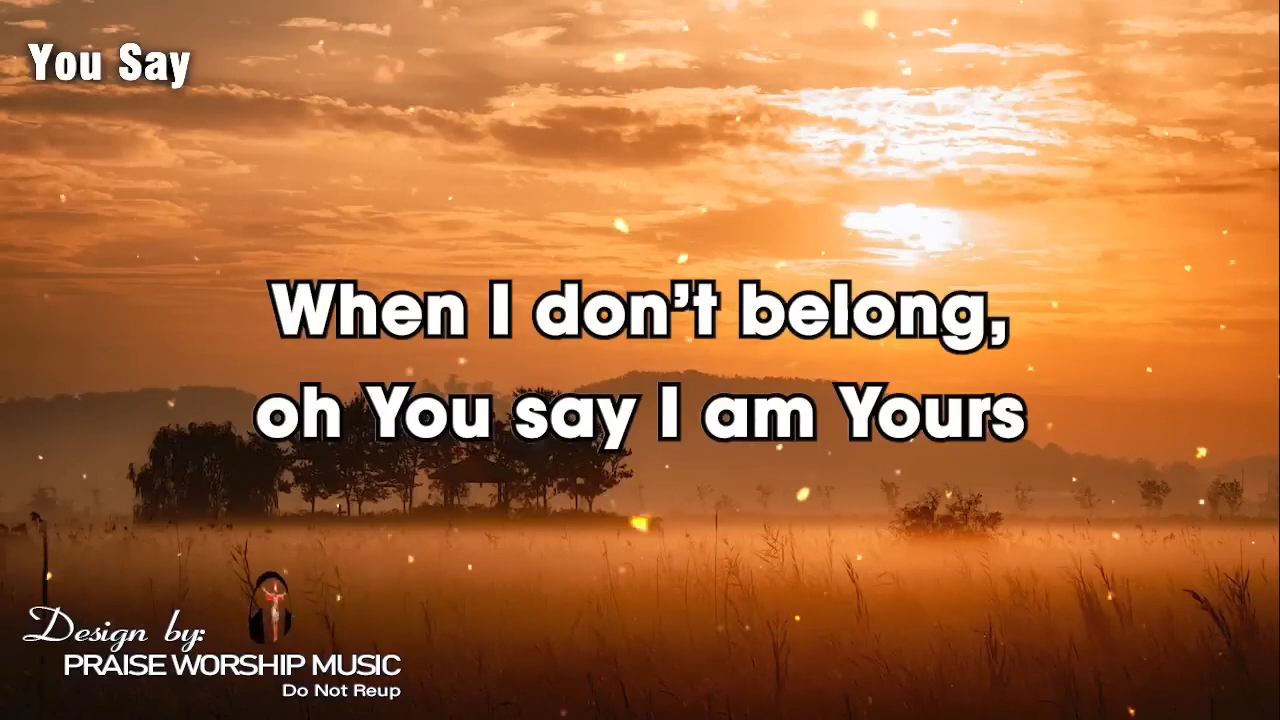 You Say
When I don't belong,
oh You say I am Yours
Design by:
PRAISE WORSHIP MUSIC
Do Not Reup